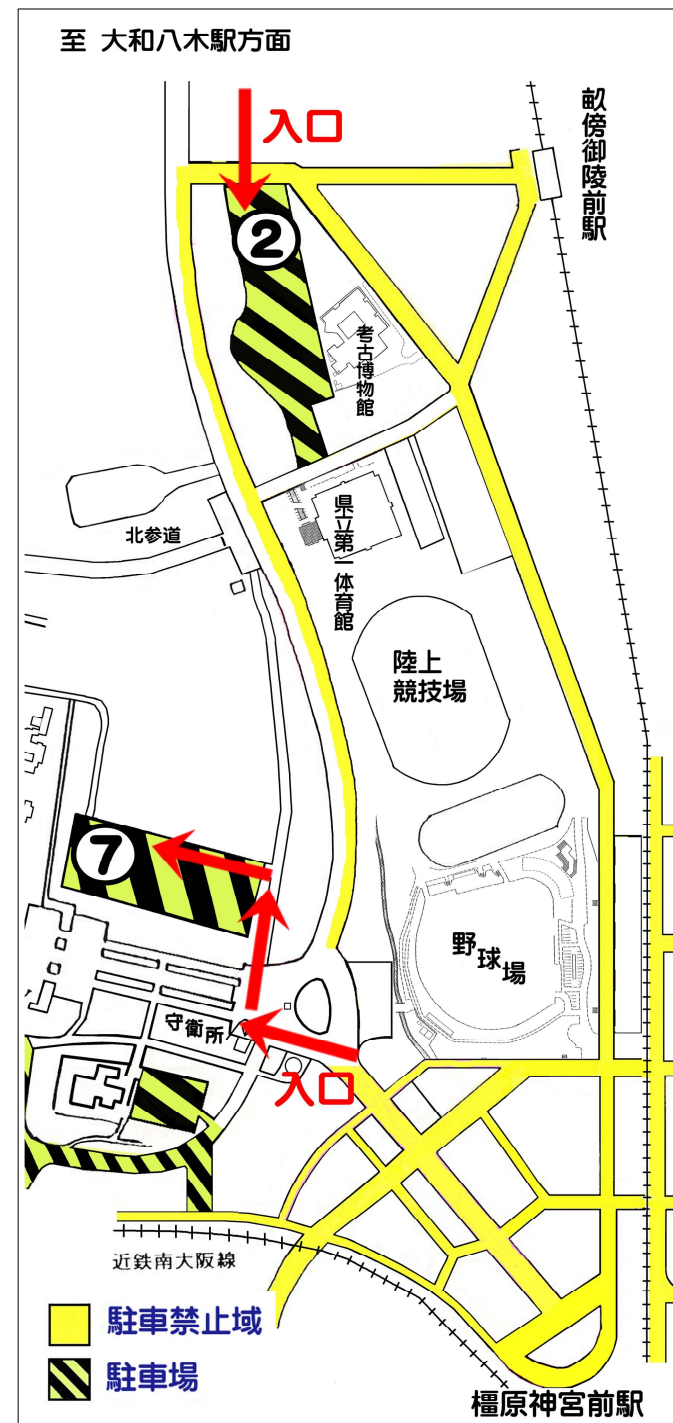 至 大和八木駅方面
入口
畝傍御陵前駅
②
考古博物館
北参道
県立第一体育館
陸上
競技場
⑦
野球場
守衛所
入口
近鉄南大阪線
駐車禁止域
駐車場
橿原神宮前駅